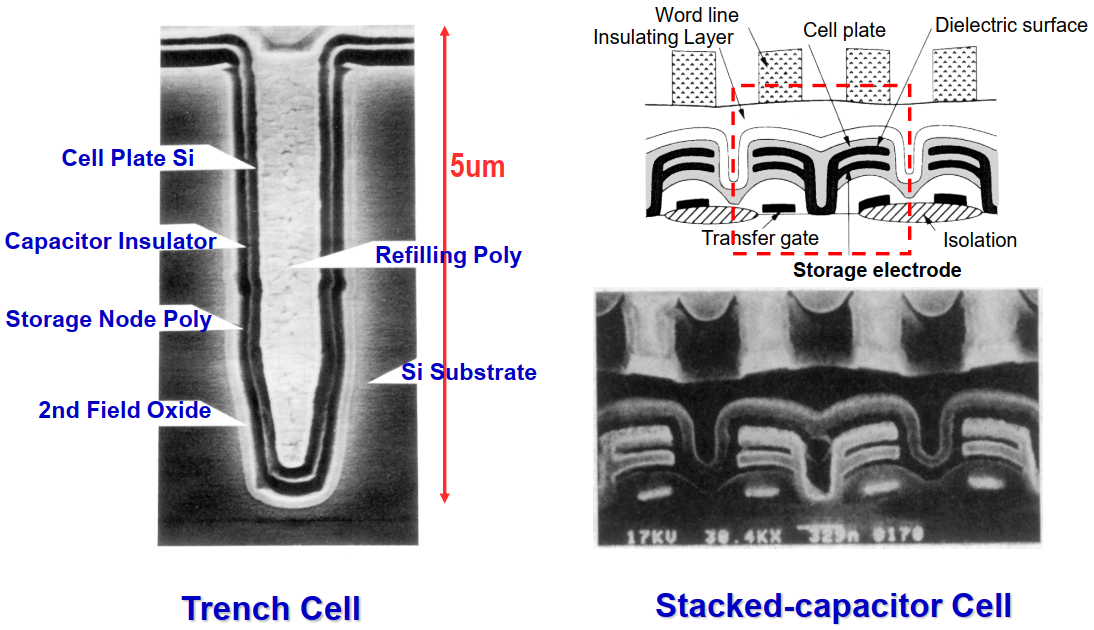 Cell Plate Si
Capacitor Insulator
Storage Node Poly
2nd Field Oxide
5um
Refilling Poly
Si Substrate
Trench Cell
Word line
Insulating Layer
Cell plate
Dielectric surface
Transfer gate
Isolation
Storage electrode
17KV 30.4KX 329n 0170
Stacked-capacitor Cell